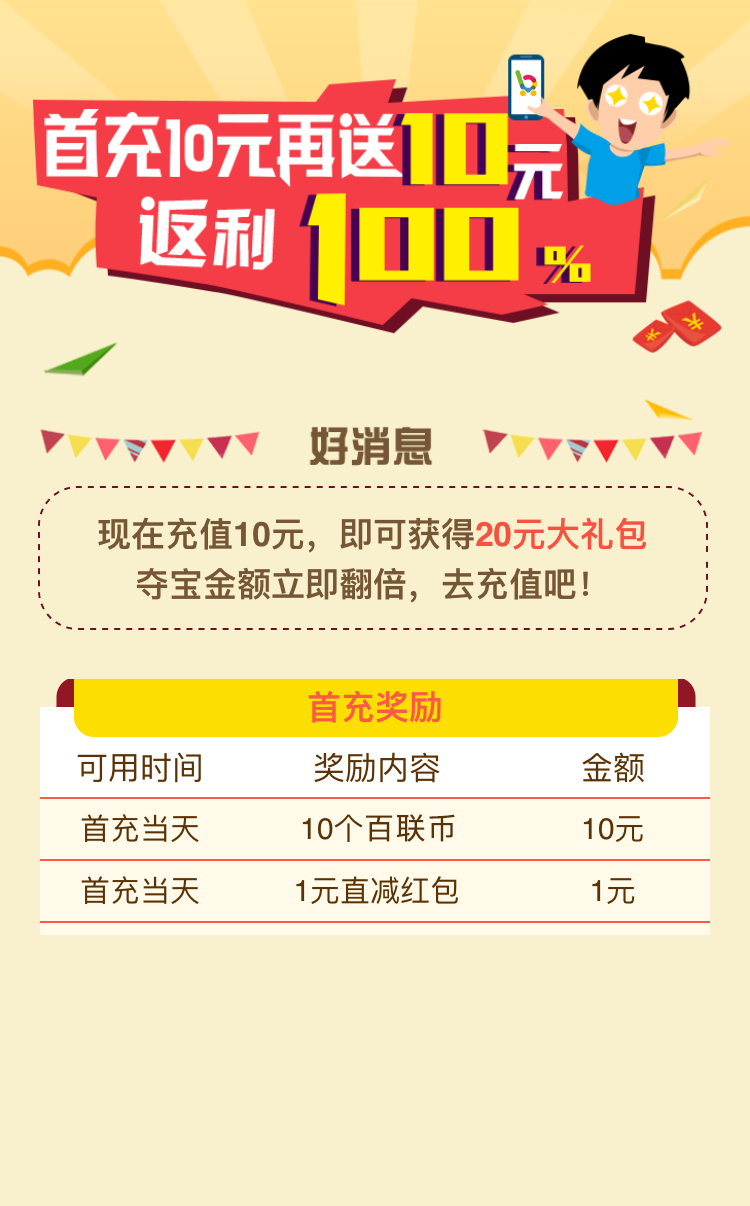 首充10元再送10元
返利100%
好消息
现在充值10元，即可获得20元大礼包
夺宝金额立即翻倍，去充值吧！
首充奖励
可用时间 奖励内容 金额
首充当天 10个百联币 10元
首充当天 1元直减红包 1元